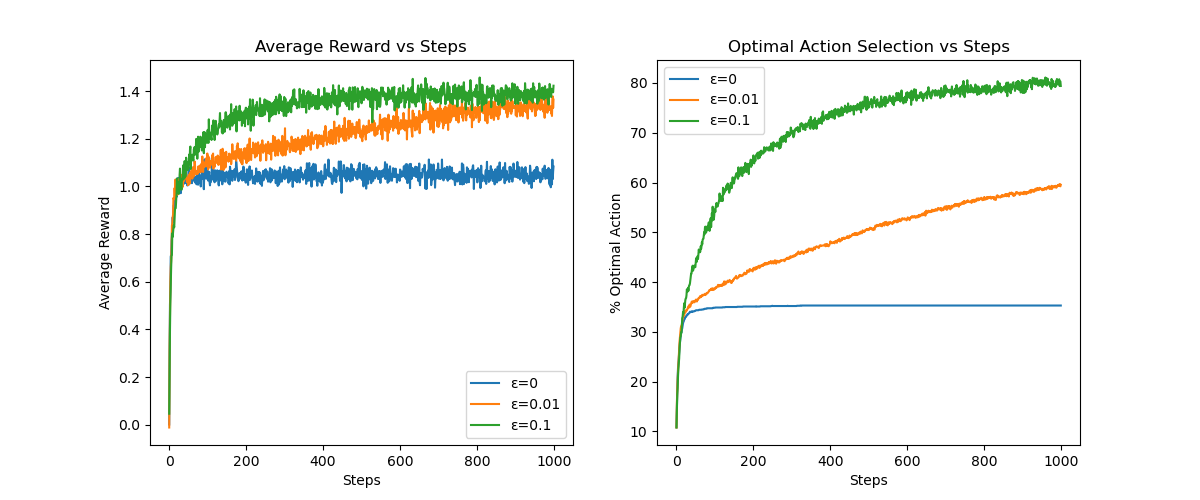 Average Reward vs Steps
Average Reward
1.4
1.2
1.0
0.8
0.6
0.4
0.2
0.0
0 200 400 600 800 1000
Steps
ε=0
ε=0.01
ε=0.1
Optimal Action Selection vs Steps
% Optimal Action
80
70
60
50
40
30
20
10
0 200 400 600 800 1000
Steps
ε=0
ε=0.01
ε=0.1